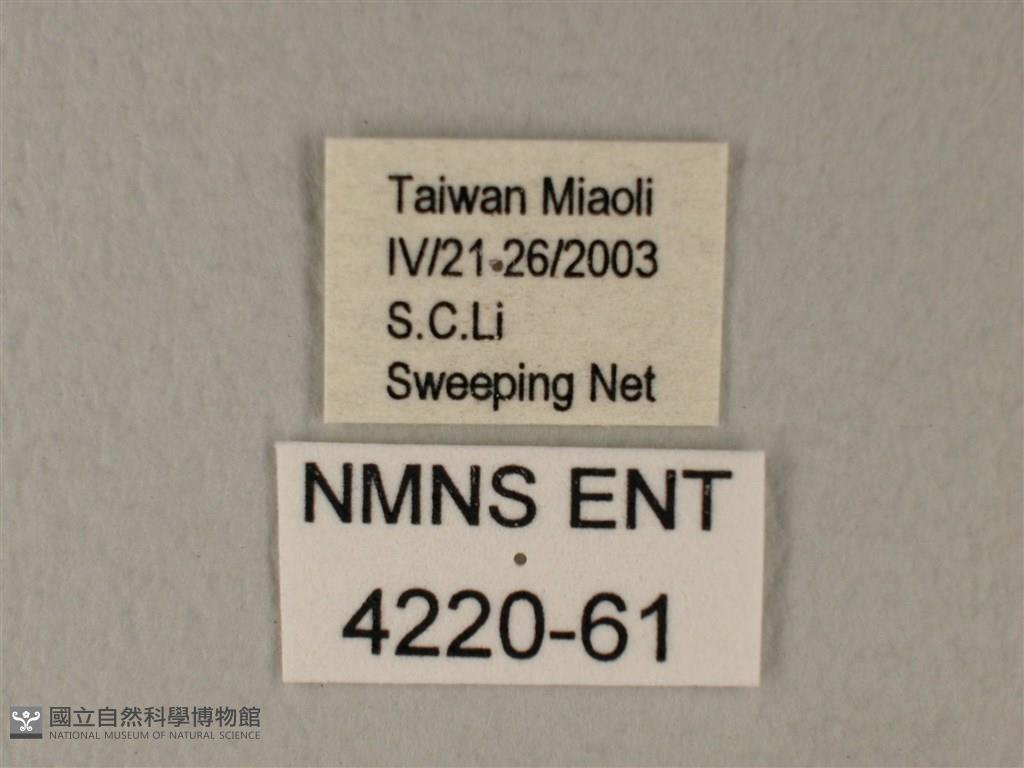 Taiwan Miaoli
IV/21-26/2003
S.C.Li
Sweeping Net
NMNS ENT
4220-61
國立自然科學博物館
NATIONAL MUSEUM OF NATURAL SCIENCE